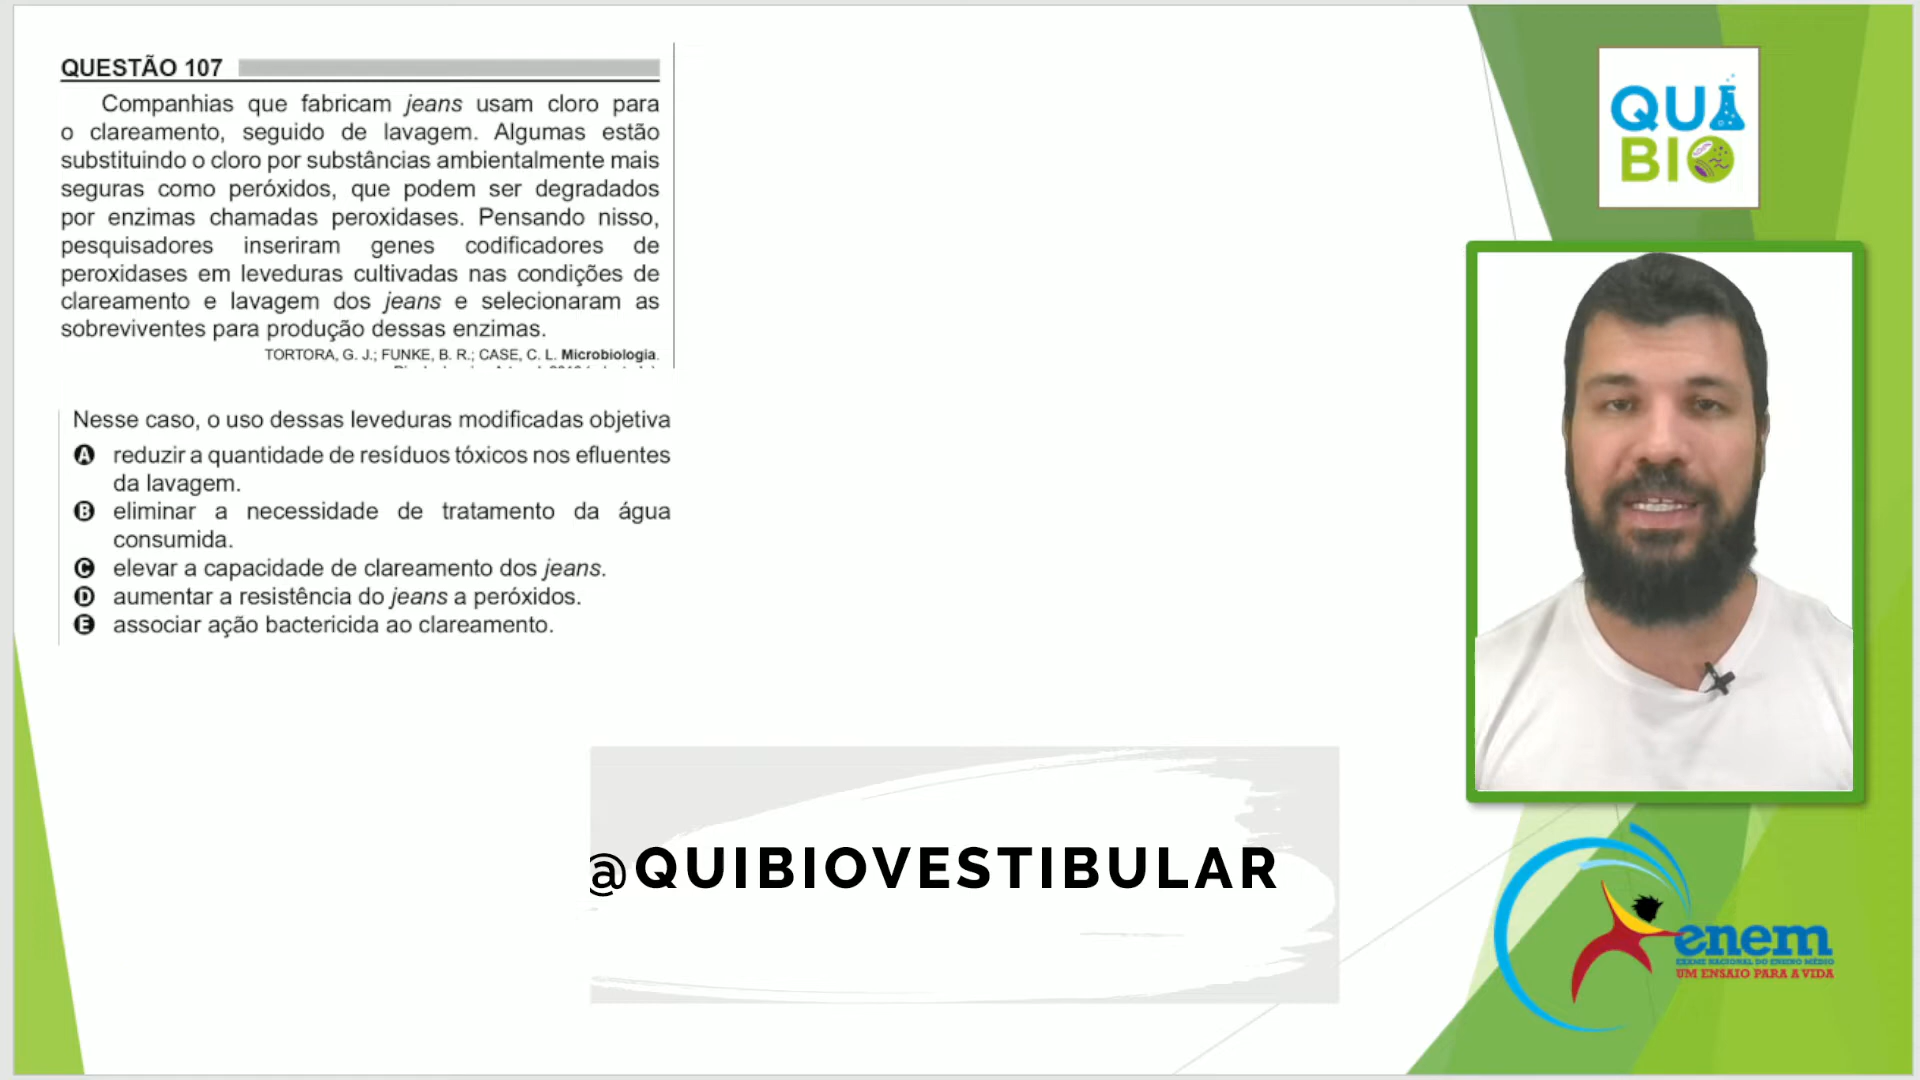 QUESTÃO 107
Companhias que fabricam jeans usam cloro para
o clareamento, seguido de lavagem. Algumas estão
substituindo o cloro por substâncias ambientalmente mais
seguras como peróxidos, que podem ser degradados
por enzimas chamadas peroxidases. Pensando nisso,
pesquisadores inseriram genes codificadores de
peroxidases em leveduras cultivadas nas condições de
clareamento e lavagem dos jeans e selecionaram as
sobreviventes para produção dessas enzimas.
TORTORA, G. J.; FUNKE, B. R.; CASE, C. L. Microbiologia.
Nesse caso, o uso dessas leveduras modificadas objetiva
A reduzir a quantidade de resíduos tóxicos nos efluentes
da lavagem.
B eliminar a necessidade de tratamento da água
consumida.
C elevar a capacidade de clareamento dos jeans.
D aumentar a resistência do jeans a peróxidos.
E associar ação bactericida ao clareamento.
@QUIBIOVESTIBULAR
QUI
BIO
enem
EXAME NACIONAL DO ENSINO MÉDIO
UM ENSAIO PARA A VIDA